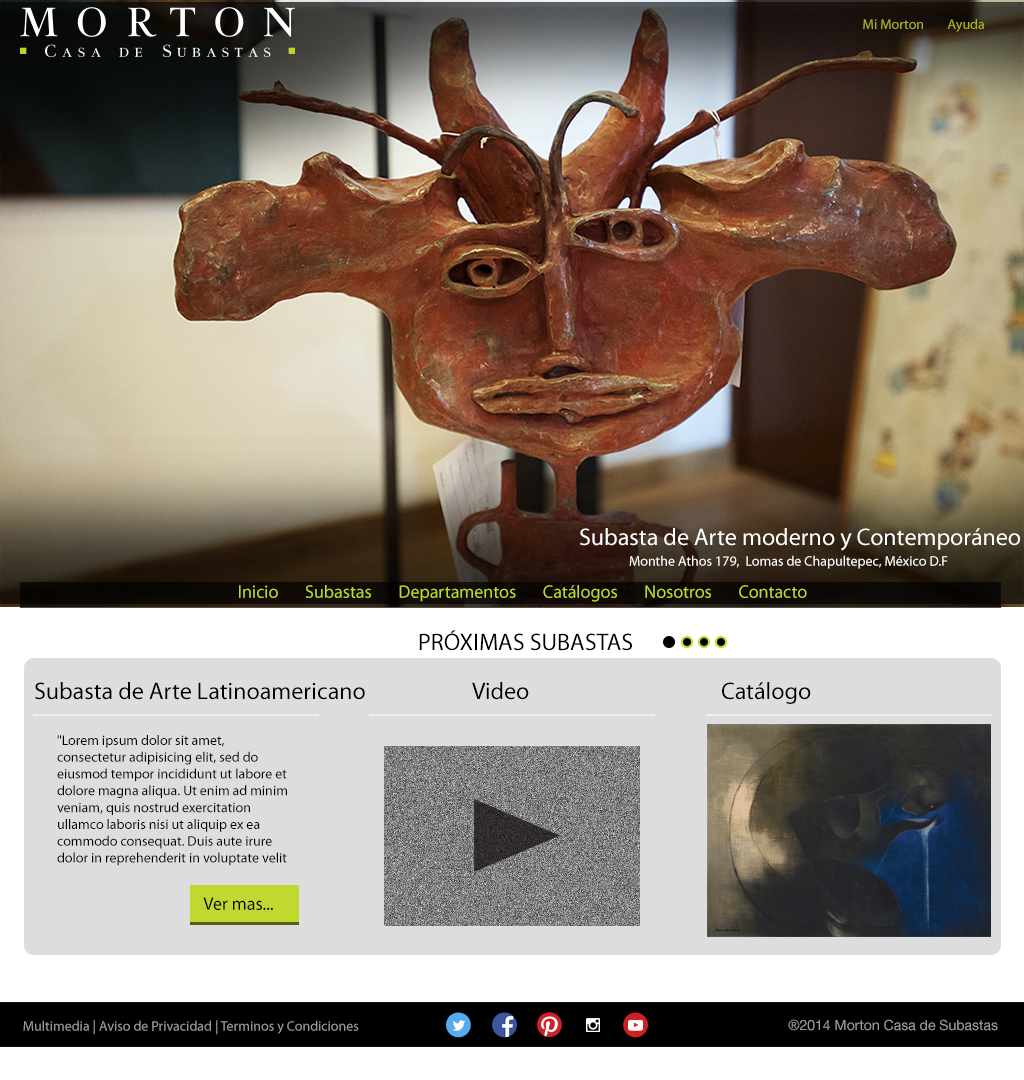 MORTON
CASA DE SUBASTAS
Mi Morton
Ayuda
Subasta de Arte moderno y Contemporáneo
Monthe Athos 179, Lomas de Chapultepec, México D.F
Inicio Subastas Departamentos Catálogos Nosotros Contacto
PRÓXIMAS SUBASTAS
Subasta de Arte Latinoamericano
"Lorem ipsum dolor sit amet,
consectetur adipisicing elit, sed do
eiusmod tempor incididunt ut labore et
dolore magna aliqua. Ut enim ad minim
veniam, quis nostrud exercitation
ullamco laboris nisi ut aliquip ex ea
commodo consequat. Duis aute irure
dolor in reprehenderit in voluptate velit
Ver mas...
Video
Catálogo
Multimedia | Aviso de Privacidad | Terminos y Condiciones
®2014 Morton Casa de Subastas